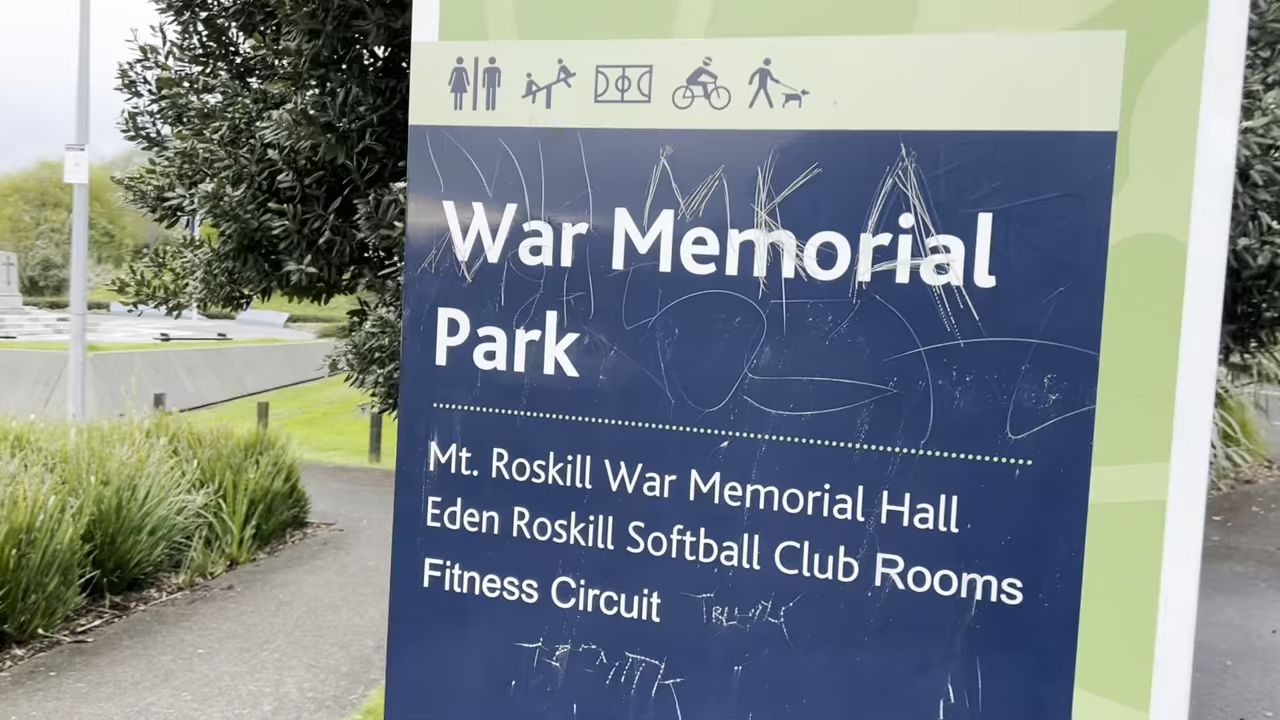 War Memorial
Park
Mt. Roskill War Memorial Hall
Eden Roskill Softball Club Rooms
Fitness Circuit